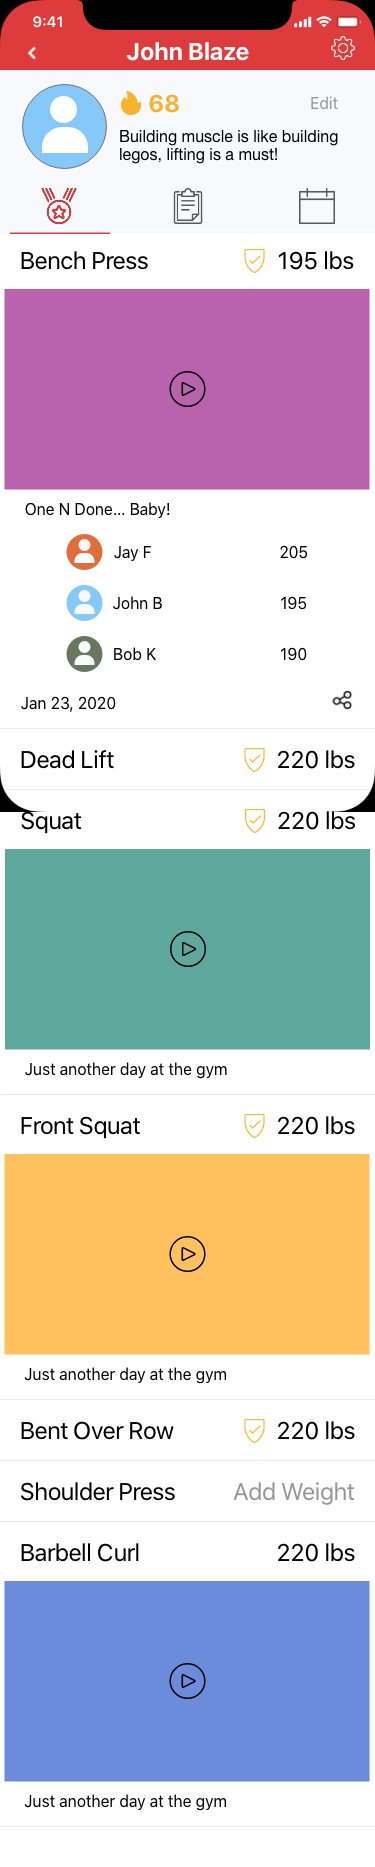 9:41
John Blaze
68
Edit
Building muscle is like building
legos, lifting is a must!
Bench Press 195 lbs
One N Done... Baby!
Jay F 205
John B 195
Bob K 190
Jan 23, 2020
Dead Lift 220 lbs
Squat 220 lbs
Just another day at the gym
Front Squat 220 lbs
Just another day at the gym
Bent Over Row 220 lbs
Shoulder Press Add Weight
Barbell Curl 220 lbs
Just another day at the gym